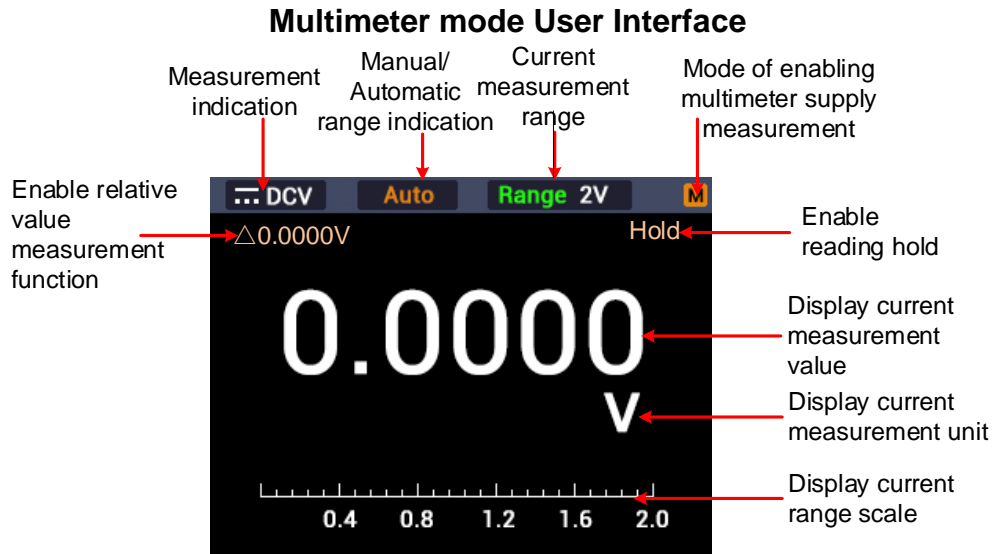 Multimeter mode User Interface
Measurement
indication
Manual/
Automatic
range indication
Current
measurement
range
Mode of enabling
multimeter supply
measurement
Enable relative
value
measurement
function
DCV
Auto
Range 2V
M
△0.0000V
Hold
Enable
reading hold
0.0000
V
Display current
measurement
value
Display current
measurement unit
0.4 0.8 1.2 1.6 2.0
Display current
range scale